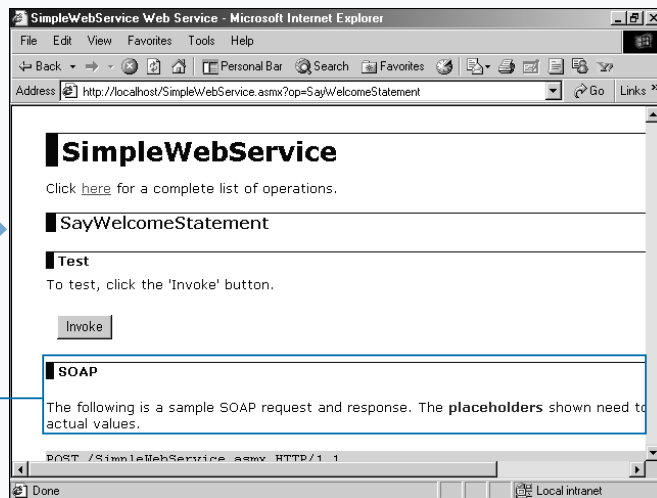 SimpleWebService Web Service - Microsoft Internet Explorer
File Edit View Favorites Tools Help
Back Personal Bar Search Favorites
Address http://localhost/SimpleWebService.asmx?op=SayWelcomeStatement Go Links »
SimpleWebService
Click here for a complete list of operations.
SayWelcomeStatement
Test
To test, click the 'Invoke' button.
Invoke
SOAP
The following is a sample SOAP request and response. The placeholders shown need to
actual values.
POST /SimpleWebService.asmx HTTP/1.1
Done Local intranet